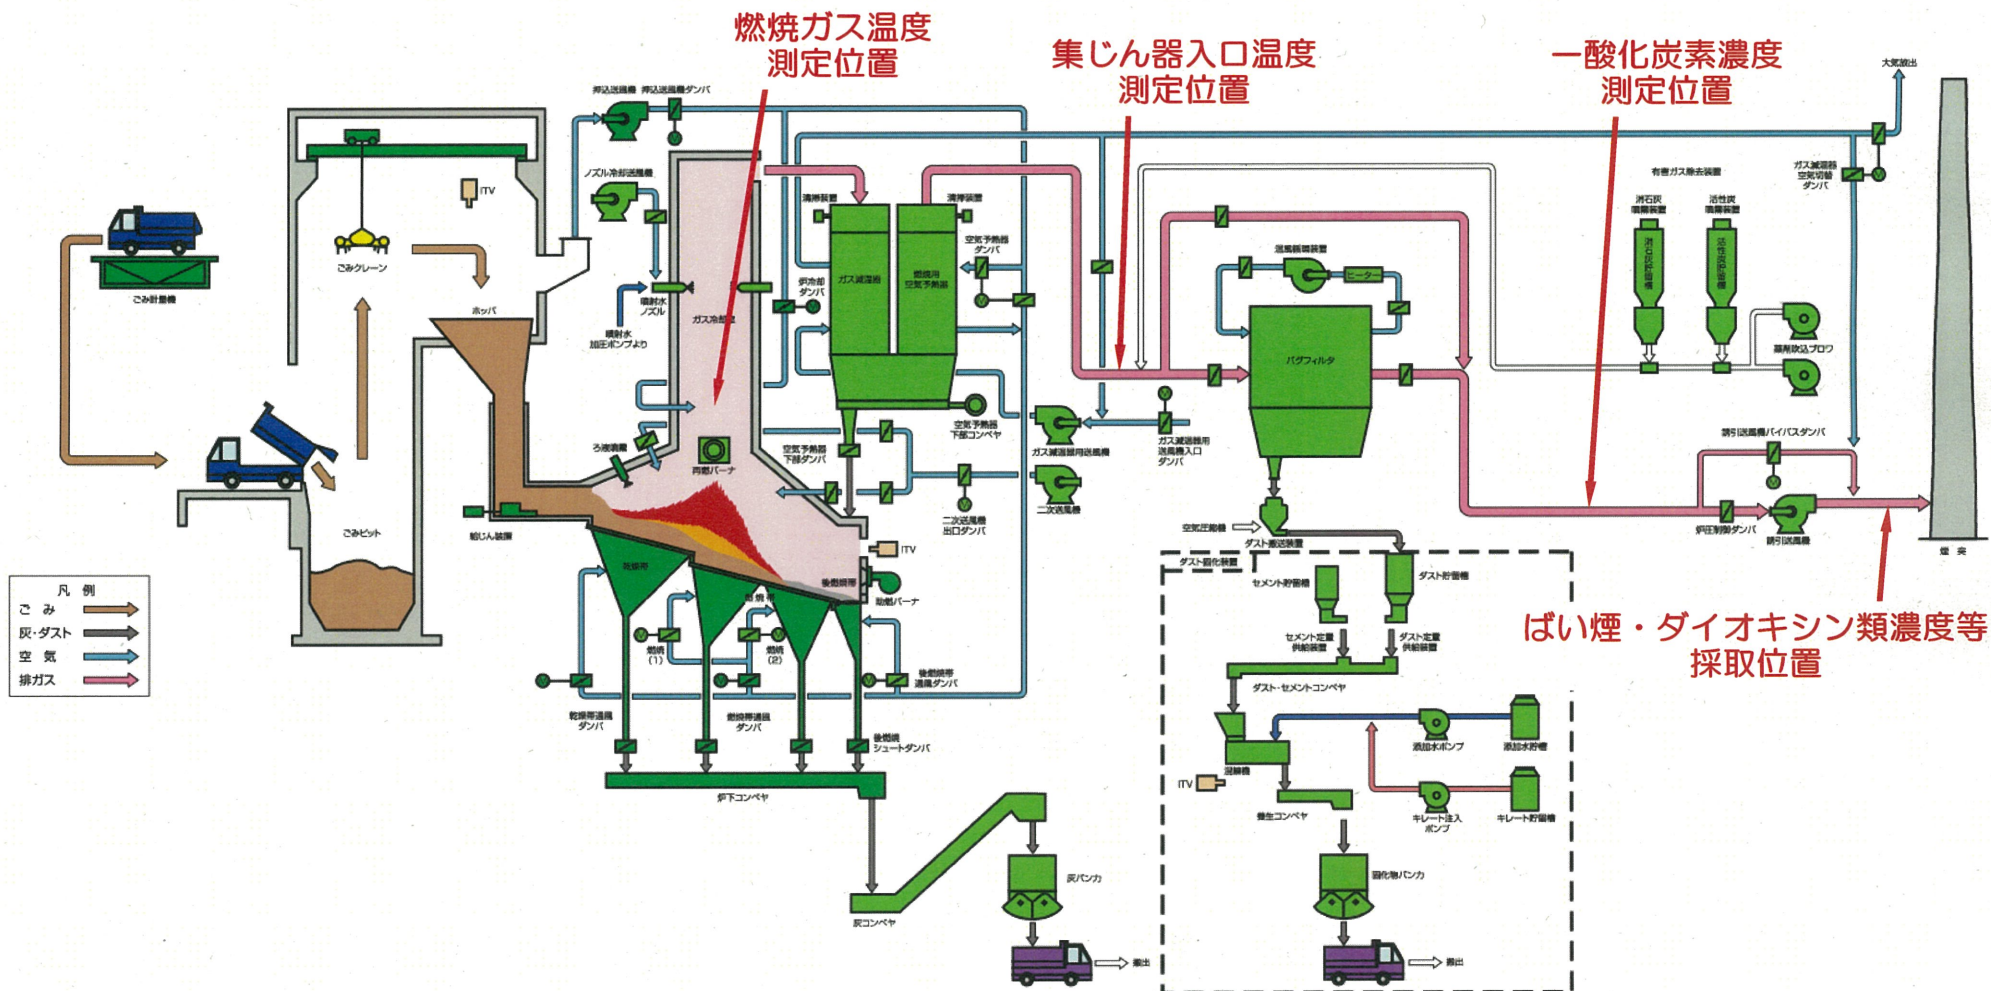 燃焼ガス温度
測定位置
集じん器入口温度
測定位置
一酸化炭素濃度
測定位置
大気放出
押込送風機 押込送風機ダンパ
ITV
ノズル冷却送風機
清掃装置
清掃装置
ガス減温器
空気切替
ダンパ
有害ガス除去装置
消石灰
噴霧装置
活性炭
噴霧装置
消石灰貯留槽
活性炭貯留槽
ごみクレーン
ごみ計量機
ホッパ
噴射水
ノズル
噴射水
加圧ポンプより
炉冷却
ダンパ
ガス減温器
燃焼用
空気予熱器
空気予熱器
ダンパ
温風循環装置
ヒーター
バグフィルタ
薬剤吹込ブロワ
ろ液噴霧
再燃バーナ
空気予熱器
下部ダンパ
空気予熱器
下部コンベヤ
ガス減温器用送風機
ガス減温器用
送風機入口
ダンパ
誘引送風機バイパスダンパ
二次送風機
出口ダンパ
二次送風機
炉圧制御ダンパ
誘引送風機
煙 突
ごみピット
給じん装置
ITV
空気圧縮機
ダスト搬送装置
乾燥帯
燃焼帯
後燃焼帯
助燃バーナ
ダスト固化装置
セメント貯留槽
ダスト貯留槽
凡 例
ご み
灰・ダスト
空 気
排ガス
ばい煙・ダイオキシン類濃度等
採取位置
燃焼
(1)
燃焼
(2)
後燃焼帯
通風ダンパ
セメント定量
供給装置
ダスト定量
供給装置
ダスト・セメントコンベヤ
乾燥帯通風
ダンパ
燃焼帯通風
ダンパ
後燃焼
シュートダンパ
混練機
添加水ポンプ
添加水貯槽
ITV
炉下コンベヤ
養生コンベヤ
キレート注入
ポンプ
キレート貯留槽
灰バンカ
固化物バンカ
灰コンベヤ
搬出
搬出